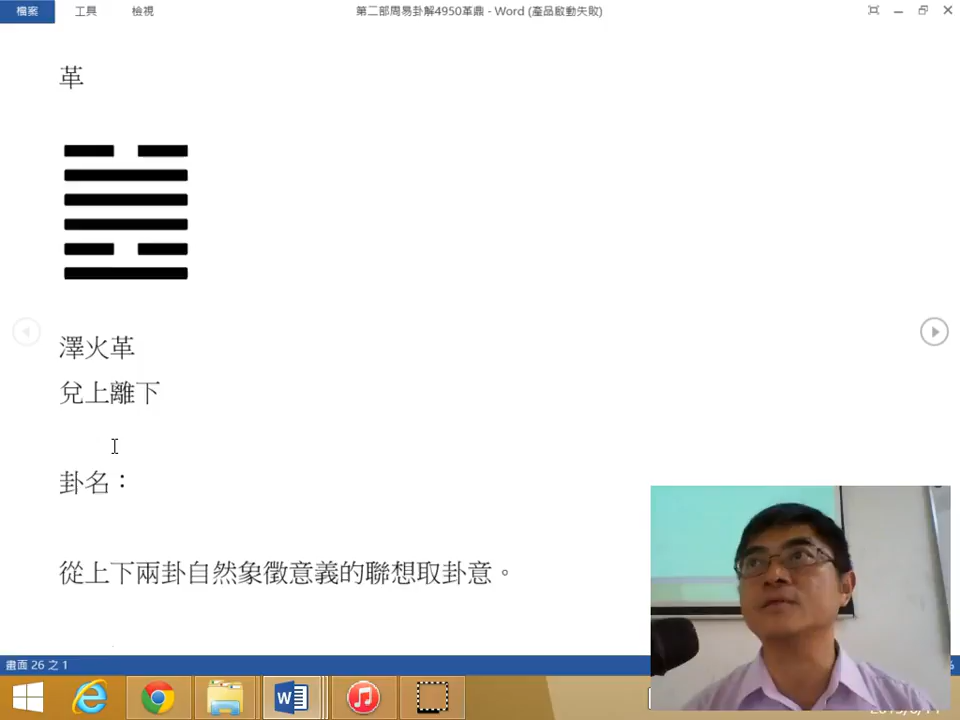 檔案 工具 檢視 第二部周易卦解4950革鼎 - Word (產品啟動失敗)
革
澤火革
兌上離下
卦名：
從上下兩卦自然象徵意義的聯想取卦意。
畫面 26 之 1